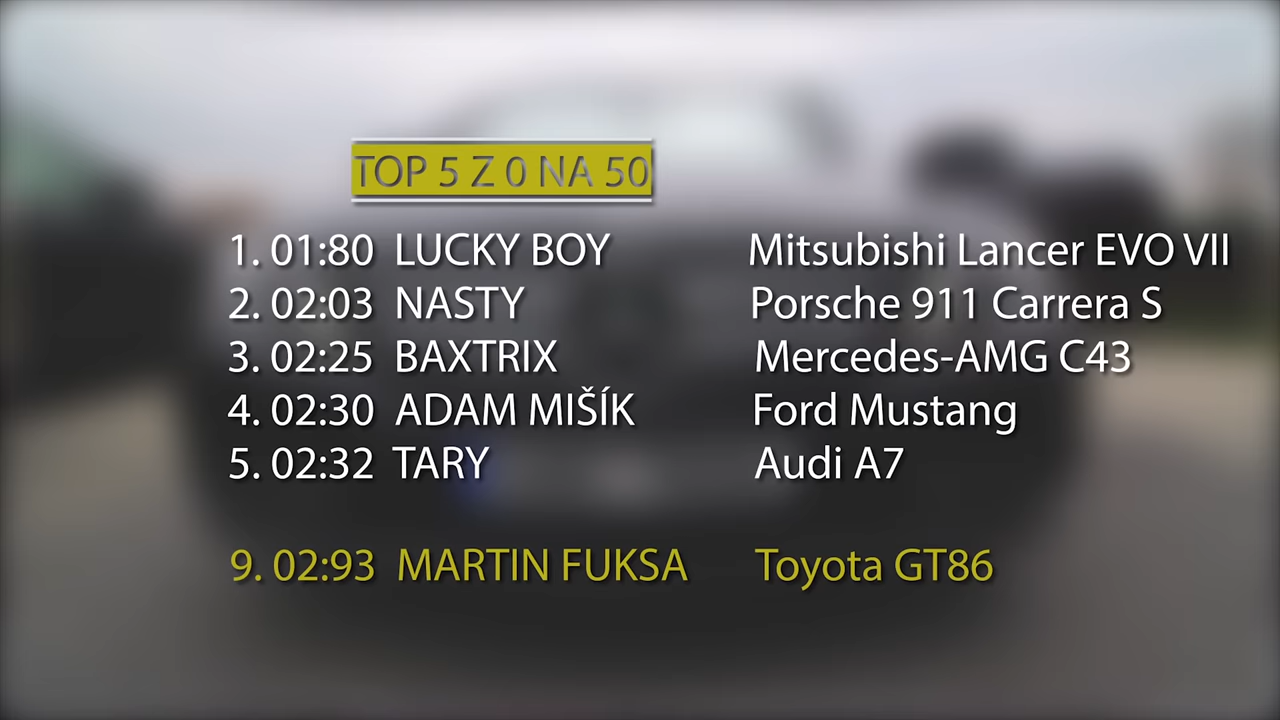 TOP 5 Z 0 NA 50
1. 01:80 LUCKY BOY Mitsubishi Lancer EVO VII
2. 02:03 NASTY Porsche 911 Carrera S
3. 02:25 BAXTRIX Mercedes-AMG C43
4. 02:30 ADAM MIŠÍK Ford Mustang
5. 02:32 TARY Audi A7
9. 02:93 MARTIN FUKSA Toyota GT86